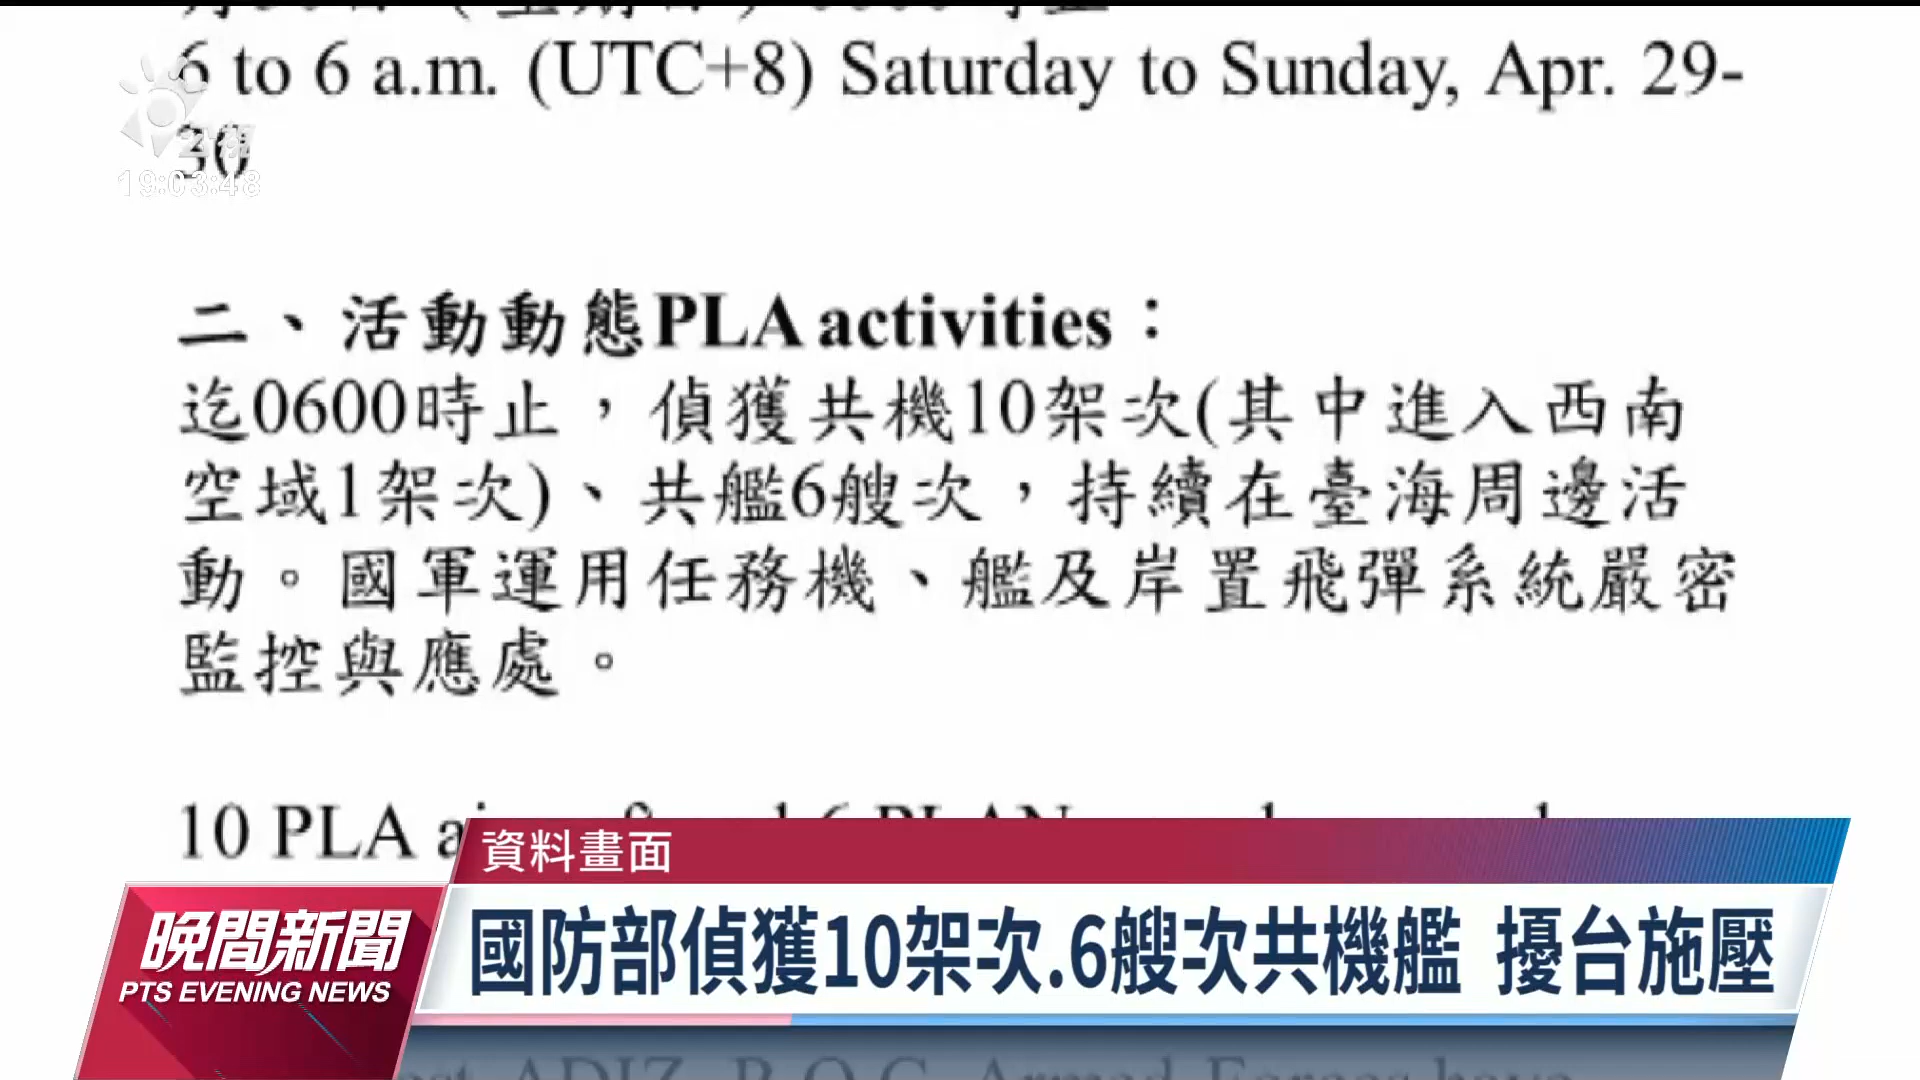 6 to 6 a.m. (UTC+8) Saturday to Sunday, Apr. 29-
30
公視
19:03:48
二、活動動態PLA activities：
迄0600時止，偵獲共機10架次(其中進入西南
空域1架次)、共艦6艘次，持續在臺海周邊活
動。國軍運用任務機、艦及岸置飛彈系統嚴密
監控與應處。
10 PLA
資料畫面
國防部偵獲10架次.6艘次共機艦 擾台施壓
晚間新聞
PTS EVENING NEWS
ADIZ. R.O.C. Armed Forces have